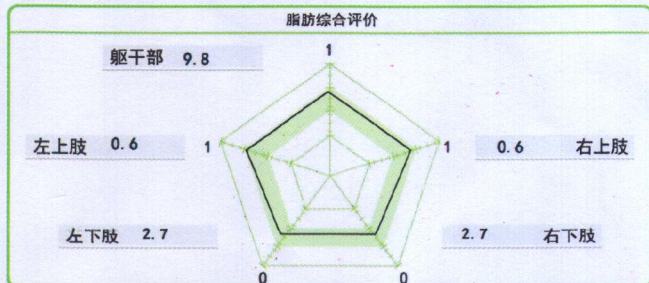 脂肪综合评价
1
躯干部 9.8
左上肢 0.6 1
1 0.6 右上肢
左下肢 2.7
2.7 右下肢
0 0